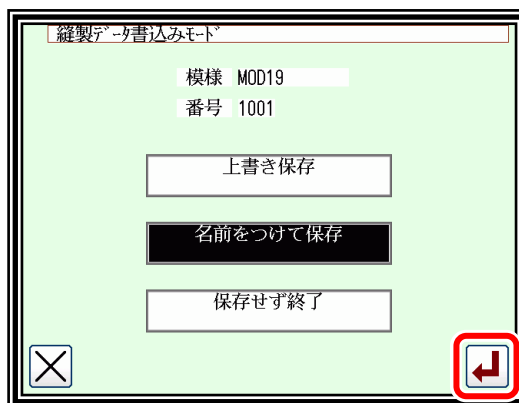 縫製ﾃﾞｰﾀ書込みﾓｰﾄﾞ
模様 MOD19
番号 1001
上書き保存
名前をつけて保存
保存せず終了